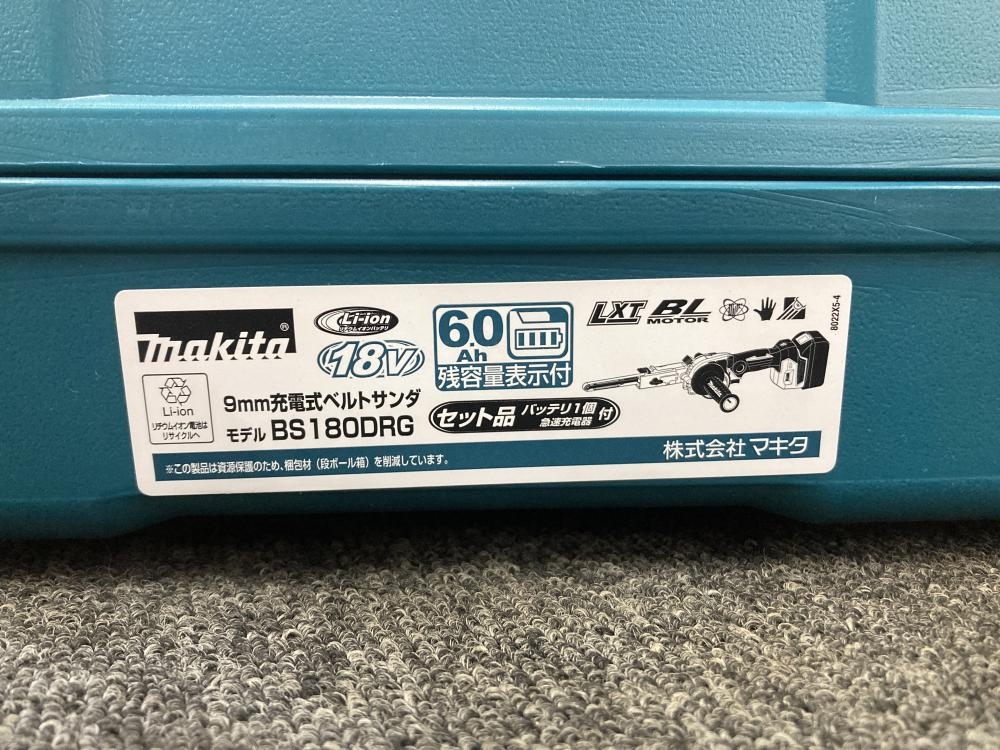 makita®
Li-ion
リチウムイオンバッテリ
18V
6.0
Ah
残容量表示付
LXT BL
MOTOR
8022X5-4
Li-ion
リチウムイオン電池は
リサイクルへ
9mm充電式ベルトサンダ
モデル BS180DRG
セット品 バッテリ1個
急速充電器 付
株式会社 マキタ
※この製品は資源保護のため、梱包材（段ボール箱）を削減しています。